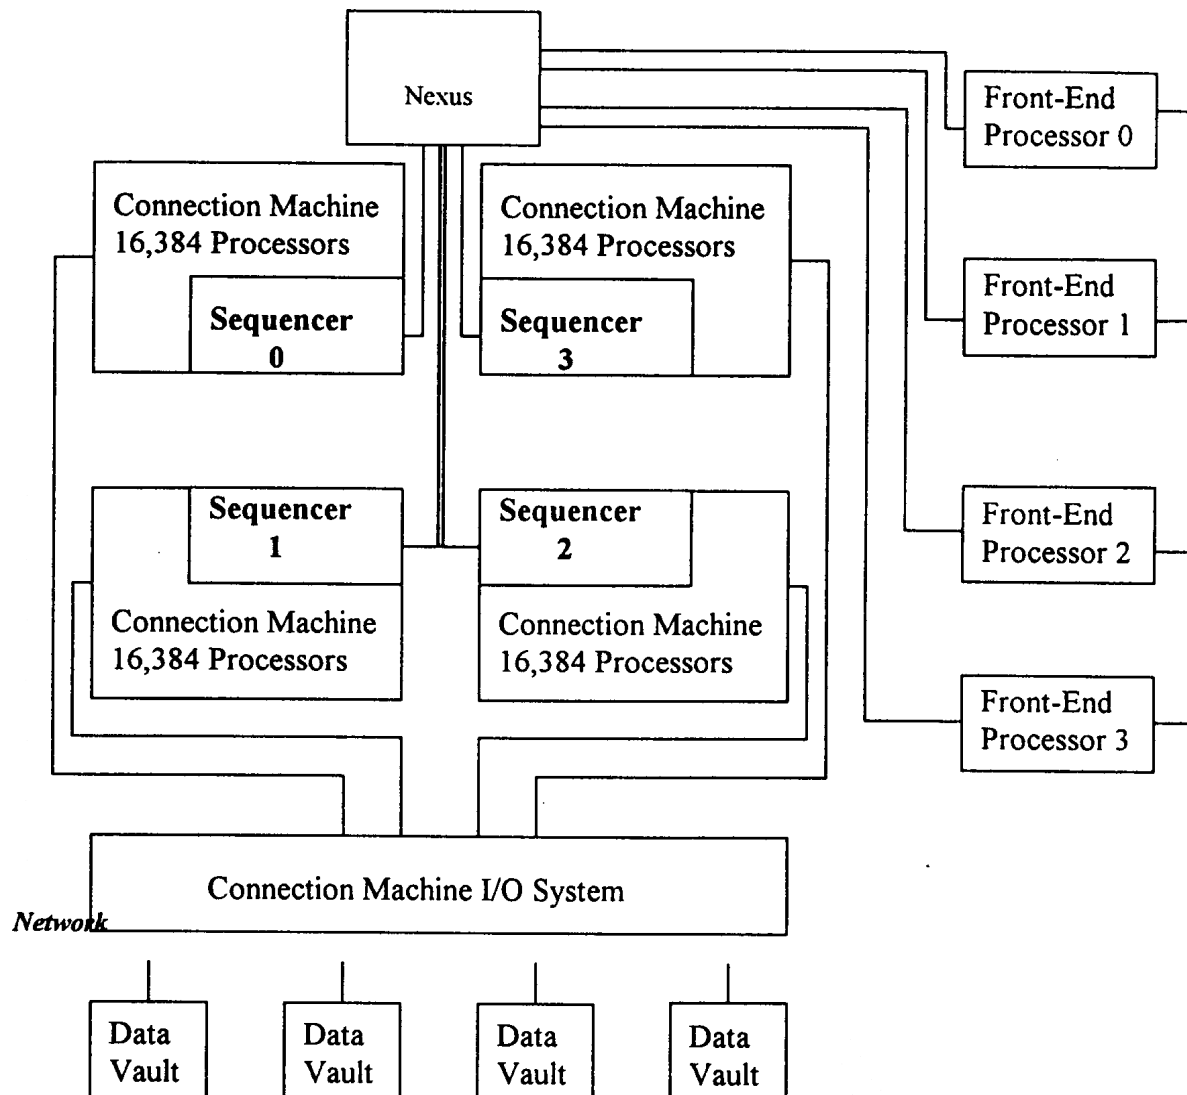 Nexus
Front-End
Processor 0
Connection Machine
16,384 Processors
Sequencer
0
Connection Machine
16,384 Processors
Sequencer
3
Front-End
Processor 1
Sequencer
1
Connection Machine
16,384 Processors
Sequencer
2
Connection Machine
16,384 Processors
Front-End
Processor 2
Front-End
Processor 3
Connection Machine I/O System
Network
Data
Vault
Data
Vault
Data
Vault
Data
Vault